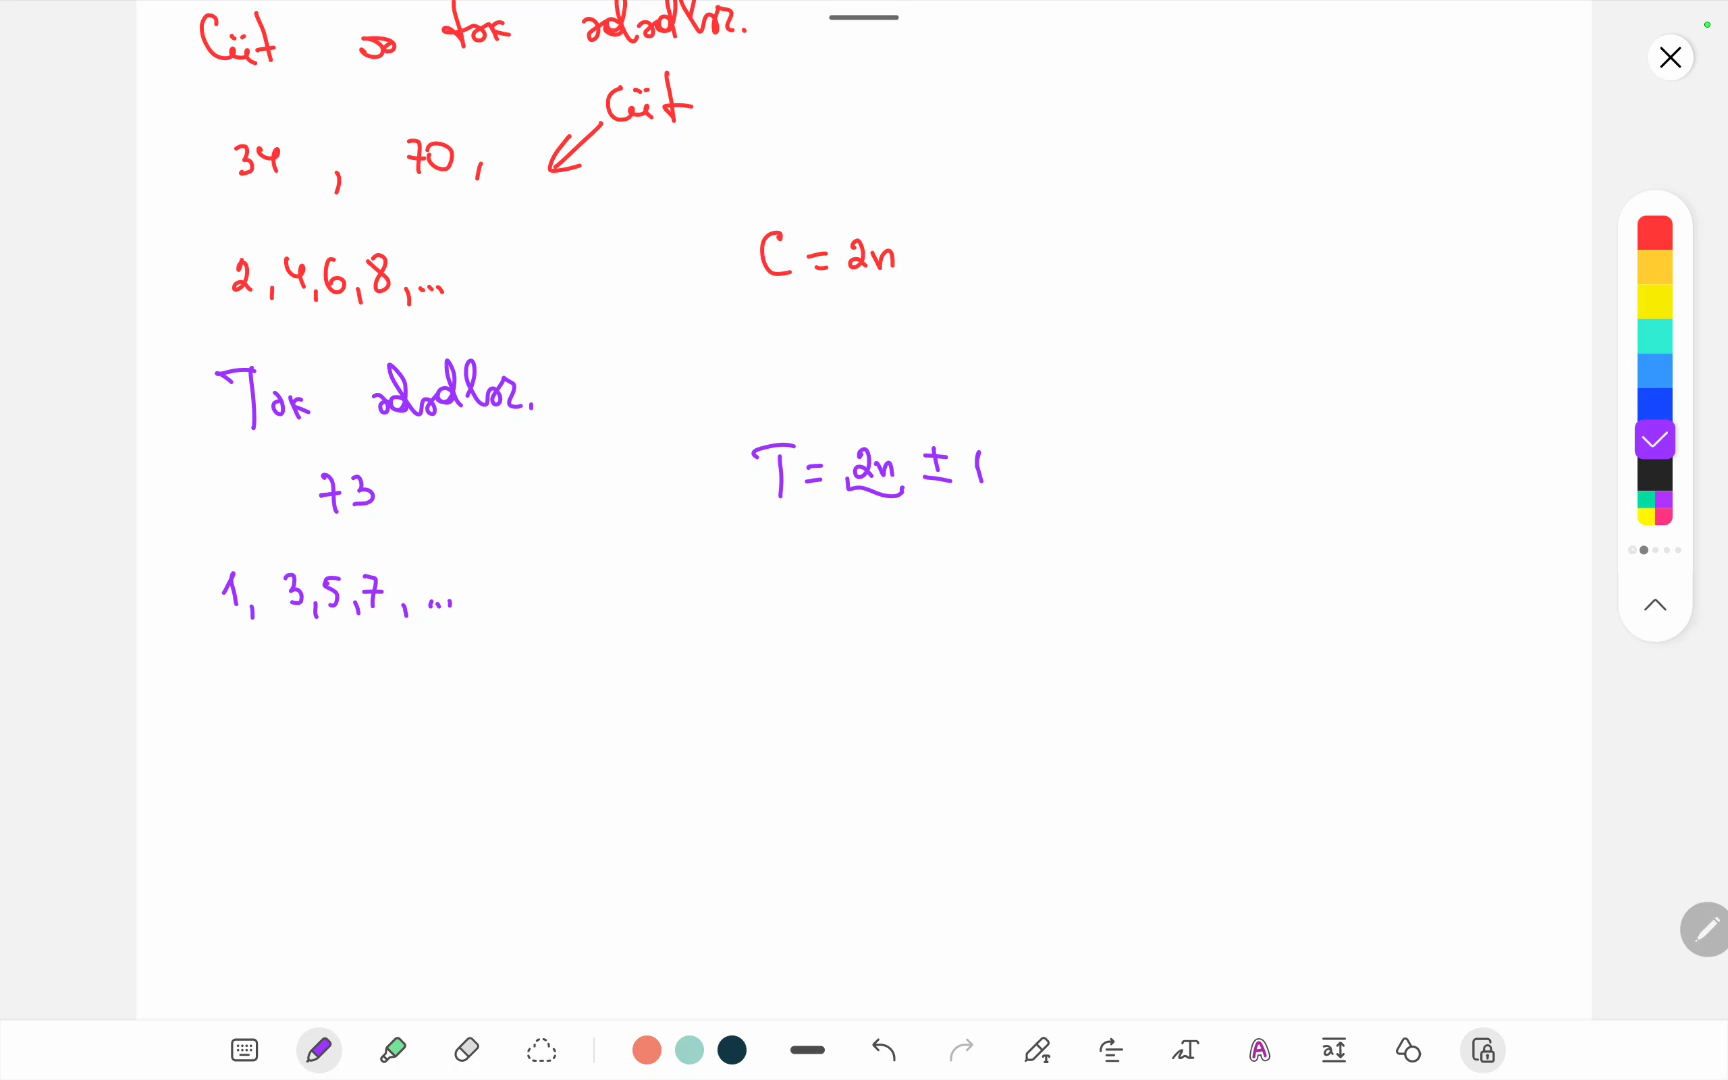 Cüt və tək ədədlər.
Cüt
34, 70,
C = 2n
2, 4, 6, 8, ...
Tək ədədlər.
T = 2n ± 1
73
1, 3, 5, 7, ...